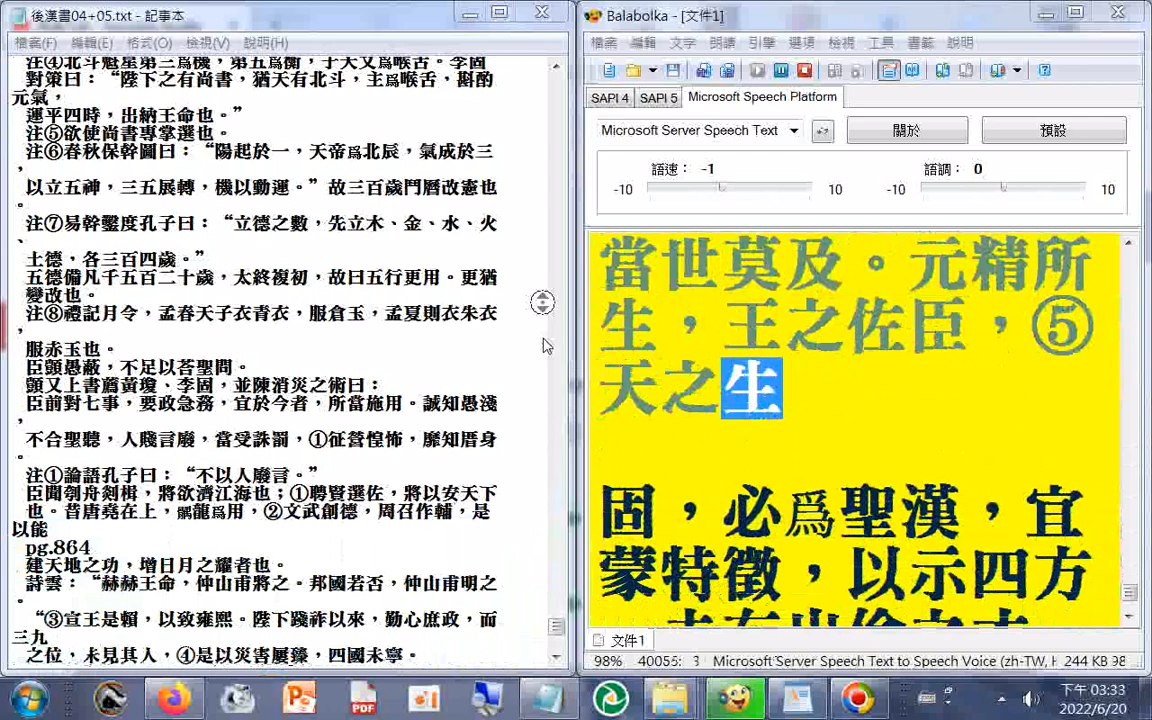 後漢書04+05.txt - 記事本
檔案(F) 編輯(E) 格式(O) 檢視(V) 說明(H)
注④北斗魁星第三爲機，第五爲衡，于天文爲喉舌。李固
對策曰：“陛下之有尚書，猶天有北斗，主爲喉舌，斟酌
元氣，
運平四時，出納王命也。”
注⑤欲使尚書專掌選也。
注⑥春秋保幹圖曰：“陽起於一，天帝爲北辰，氣成於三
，
以立五神，三五展轉，機以動運。”故三百歲鬥曆改憲也
。
注⑦易幹鑿度孔子曰：“立德之數，先立木、金、水、火
、
土德，各三百四歲。”
五德備凡千五百二十歲，太終複初，故曰五行更用。更猶
變改也。
注⑧禮記月令，孟春天子衣青衣，服倉玉，孟夏則衣朱衣
，
服赤玉也。
臣顗愚蔽，不足以荅聖問。
顗又上書薦黃瓊、李固，並陳消災之術曰：
臣前對七事，要政急務，宜於今者，所當施用。誠知愚淺
，
不合聖聽，人賤言廢，當受誅罰，①征營惶怖，靡知厝身
。
注①論語孔子曰：“不以人廢言。”
臣聞刳舟剡楫，將欲濟江海也；①聘賢選佐，將以安天下
也。昔唐堯在上，羣龍爲用，②文武創德，周召作輔，是
以能
pg.864
建天地之功，增日月之耀者也。
詩雲：“赫赫王命，仲山甫將之。邦國若否，仲山甫明之
。
“③宣王是賴，以致雍熙。陛下踐祚以來，勤心庶政，而
三九
之位，未見其人，④是以災害屢臻，四國未寧。
Balabolka - [文件1]
檔案 編輯 文字 朗讀 引擎 選項 檢視 工具 書籤 說明
SAPI 4 SAPI 5 Microsoft Speech Platform
Microsoft Server Speech Text 關於 預設
語速： -1 語調： 0
-10 10 -10 10
當世莫及。元精所
生，王之佐臣，⑤
天之生
固，必爲聖漢，宜
蒙特徵，以示四方
文件1
98% 40055: 3 Microsoft Server Speech Text to Speech Voice (zh-TW, H 244 KB 98
下午 03:33
2022/6/20